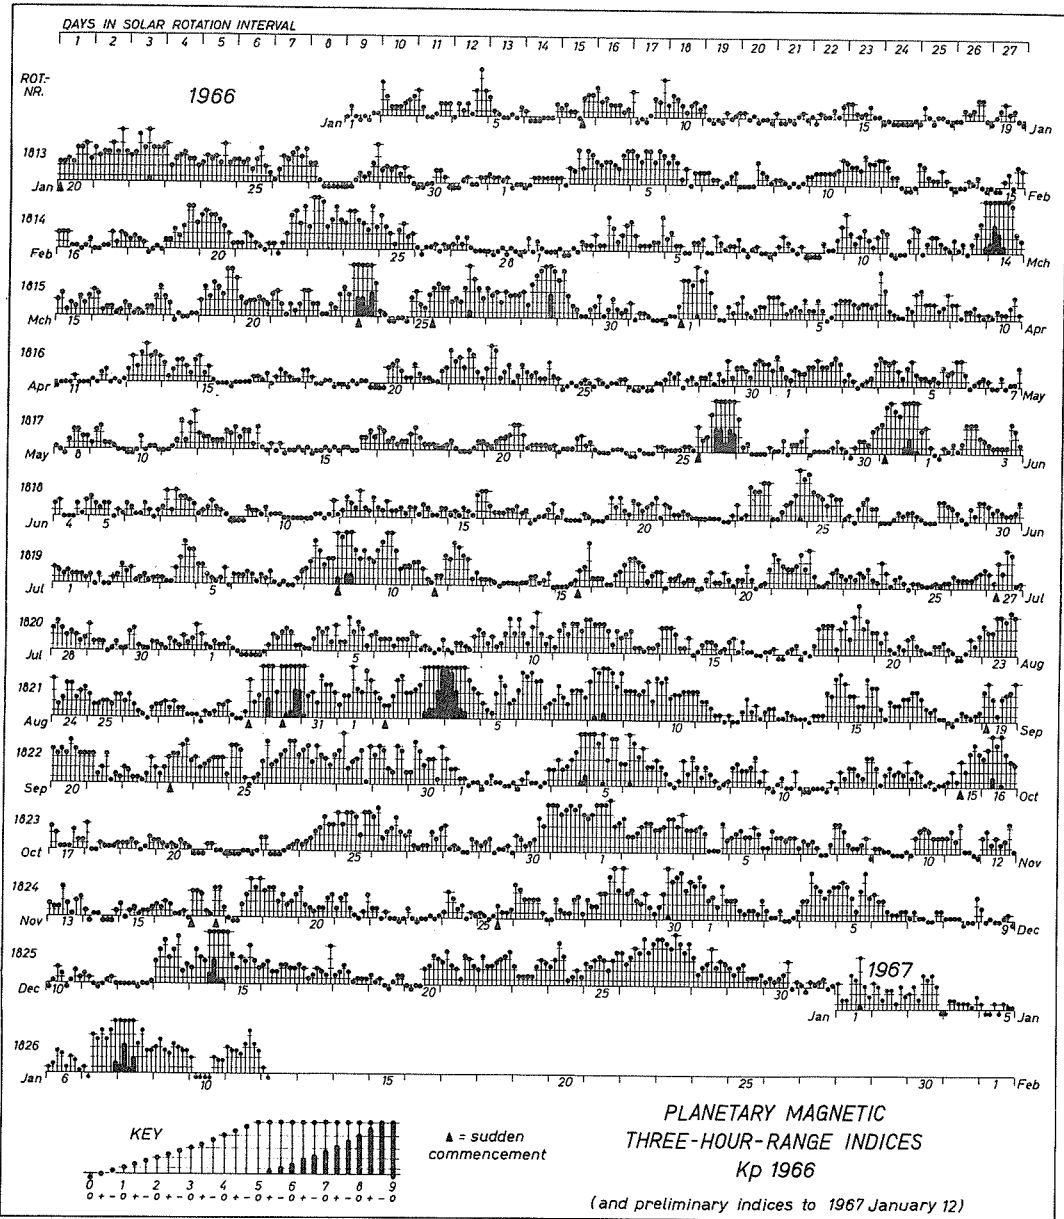 DAYS IN SOLAR ROTATION INTERVAL
1 2 3 4 5 6 7 8 9 10 11 12 13 14 15 16 17 18 19 20 21 22 23 24 25 26 27
ROT.-
NR.
1966
Jan 1 5 10 15 19 Jan
1813
Jan 20 25 30 1 5 10 15 Feb
1814
Feb 16 20 25 28 1 5 10 14 Mch
1815
Mch 15 20 25 30 1 5 10 Apr
1816
Apr 11 15 20 25 30 1 5 7 May
1817
May 8 10 15 20 25 30 1 3 Jun
1818
Jun 4 5 10 15 20 25 30 Jun
1819
Jul 1 5 10 15 20 25 27 Jul
1820
Jul 28 30 1 5 10 15 20 23 Aug
1821
Aug 24 25 31 1 5 10 15 19 Sep
1822
Sep 20 25 30 5 10 15 16 Oct
1823
Oct 17 20 25 30 1 5 10 12 Nov
1824
Nov 13 15 20 25 30 1 5 9 Dec
1825
Dec 10 15 20 25 30
1967
Jan 1 5 Jan
1826
Jan 6 10 15 20 25 30 1 Feb
KEY
0 1 2 3 4 5 6 7 8 9
o + - o + - o + - o + - o + - o + - o + - o + - o + - o
▲ = sudden
commencement
PLANETARY MAGNETIC
THREE-HOUR-RANGE INDICES
Kp 1966
(and preliminary indices to 1967 January 12)